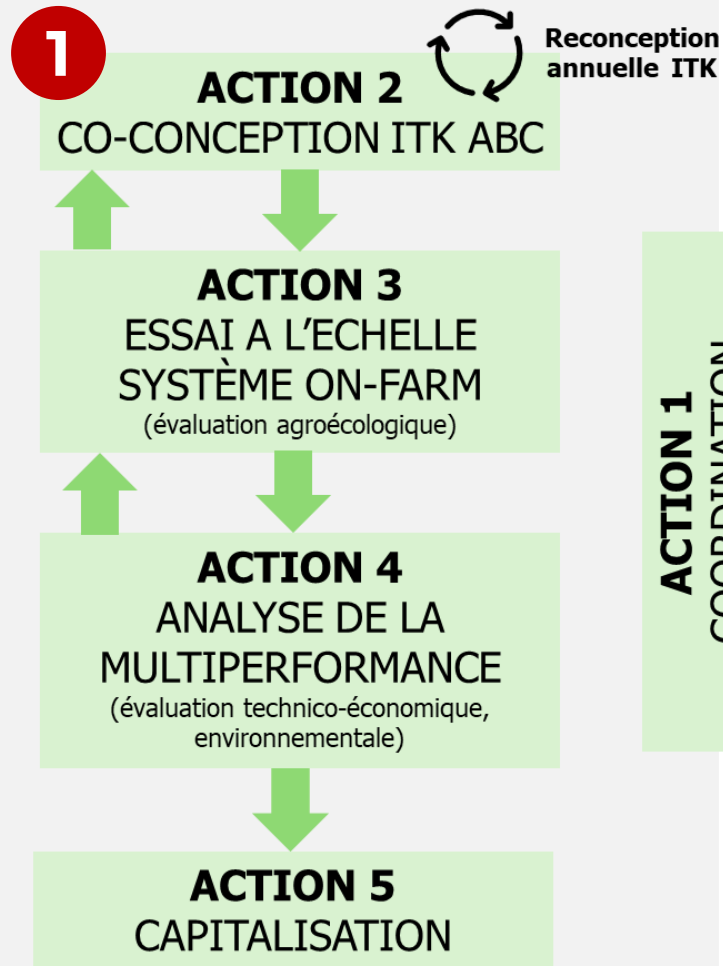 1
Reconception
annuelle ITK
ACTION 2
CO-CONCEPTION ITK ABC
ACTION 3
ESSAI A L'ECHELLE
SYSTÈME ON-FARM
(évaluation agroécologique)
ACTION 4
ANALYSE DE LA
MULTIPERFORMANCE
(évaluation technico-économique,
environnementale)
ACTION 5
CAPITALISATION
ACTION 1
COORDINATION